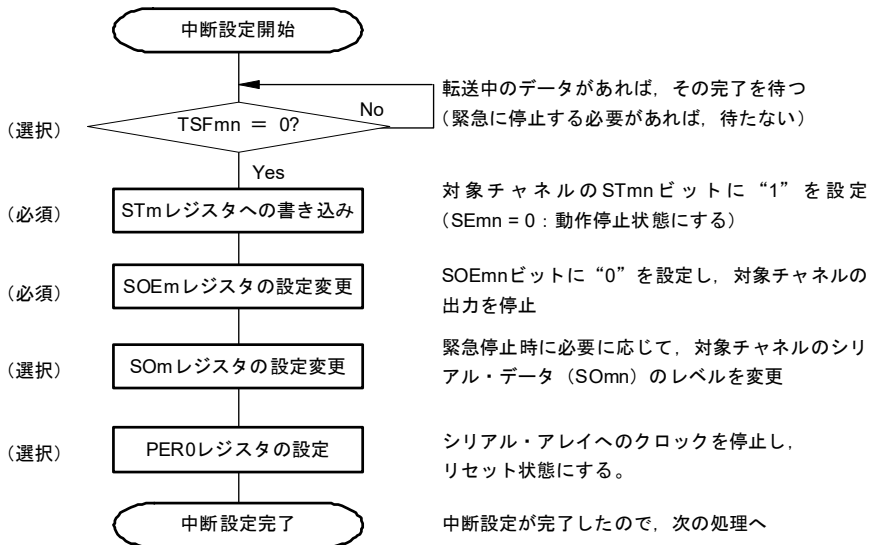 中断設定開始
転送中のデータがあれば，その完了を待つ
（緊急に停止する必要があれば，待たない）
（選択）
TSFmn = 0?
No
Yes
（必須）
STmレジスタへの書き込み
対象チャネルのSTmnビットに“1”を設定
（SEmn = 0：動作停止状態にする）
（必須）
SOEmレジスタの設定変更
SOEmnビットに“0”を設定し，対象チャネルの
出力を停止
（選択）
SOmレジスタの設定変更
緊急停止時に必要に応じて，対象チャネルのシリ
アル・データ（SOmn）のレベルを変更
（選択）
PER0レジスタの設定
シリアル・アレイへのクロックを停止し，
リセット状態にする。
中断設定完了
中断設定が完了したので，次の処理へ